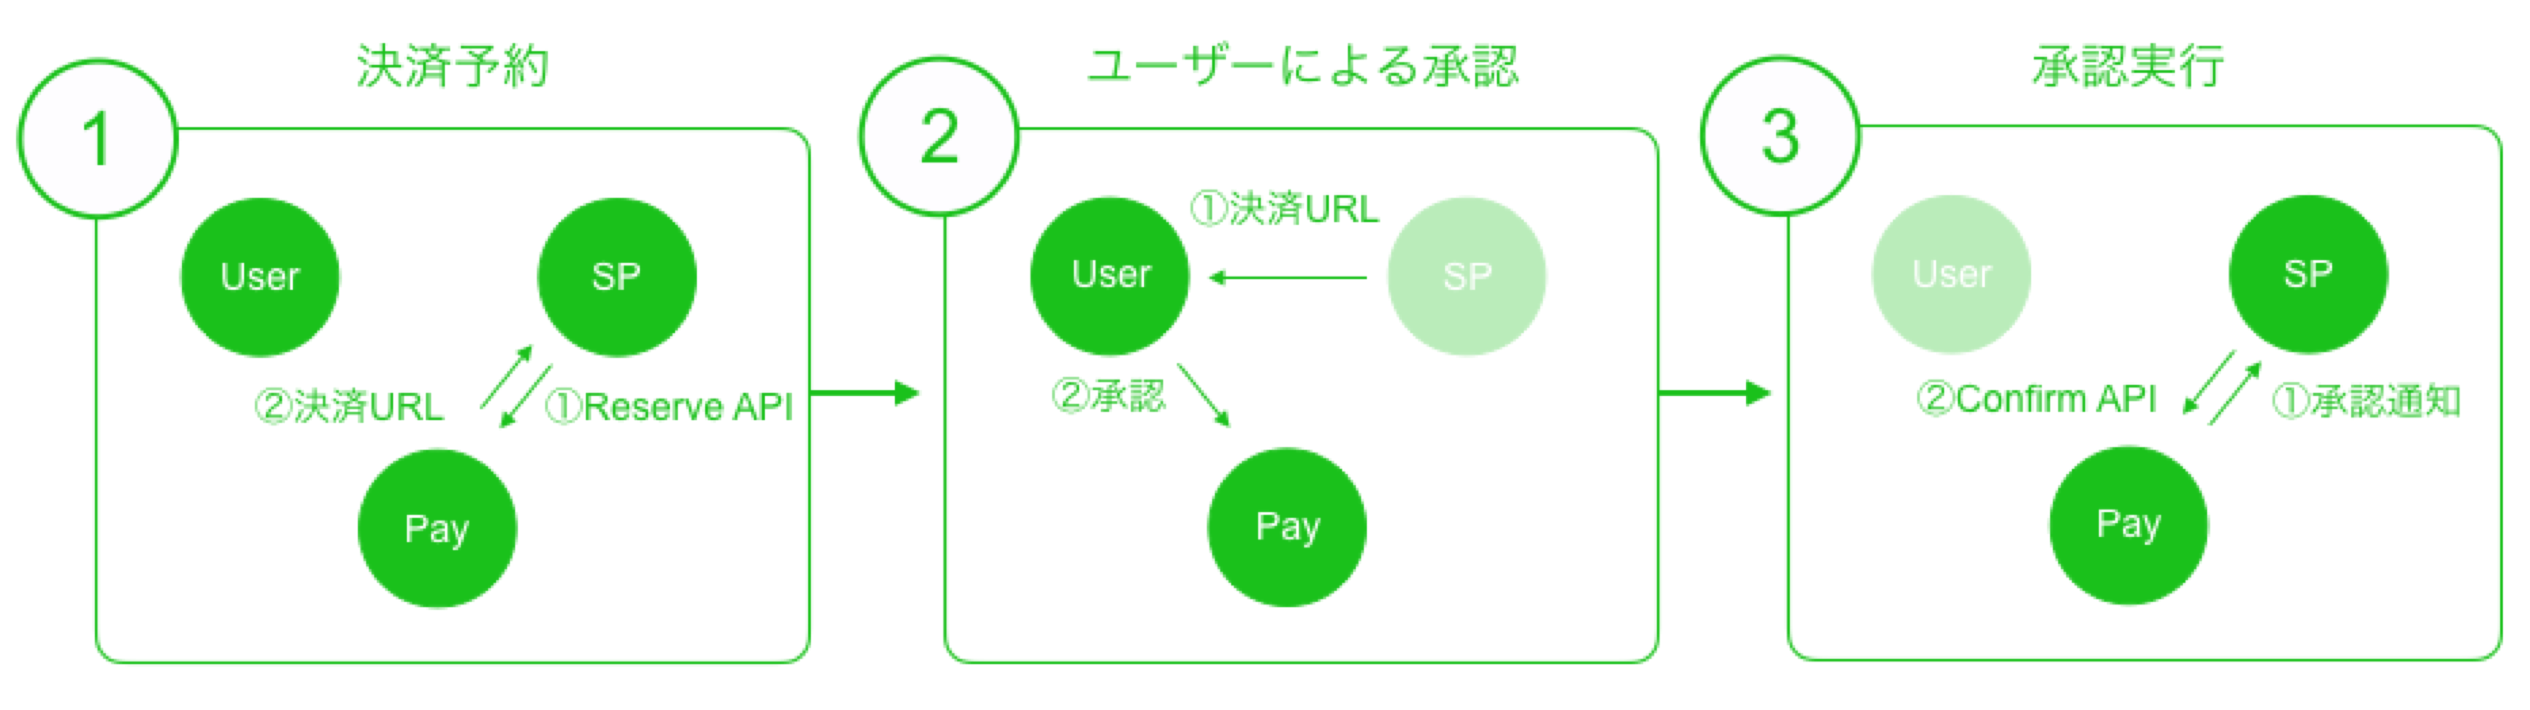 1
決済予約
User
SP
②決済URL
①Reserve API
Pay
2
ユーザーによる承認
①決済URL
User
SP
②承認
Pay
3
承認実行
User
SP
②Confirm API
①承認通知
Pay